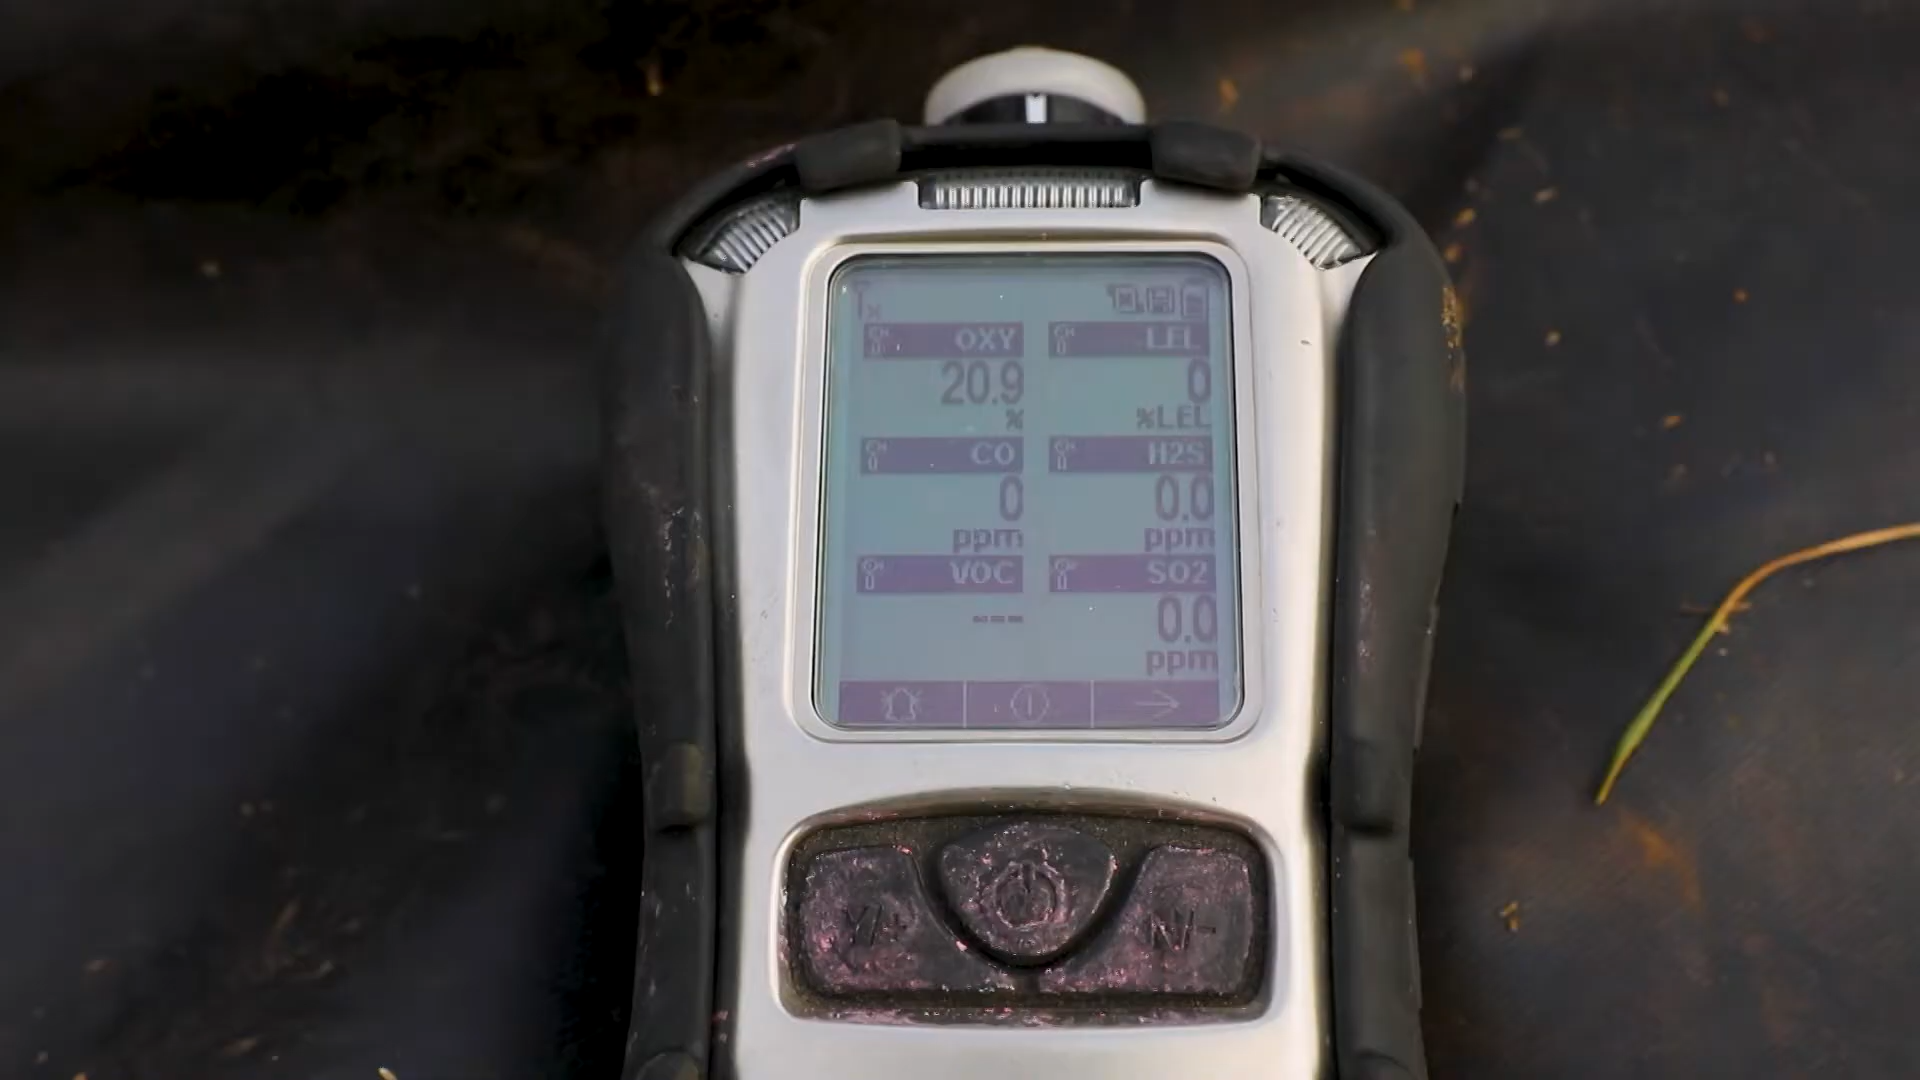 OXY LEL
20.9 0
% %LEL
CO H2S
0 0.0
ppm ppm
VOC SO2
--- 0.0
ppm
Y/+ N/-